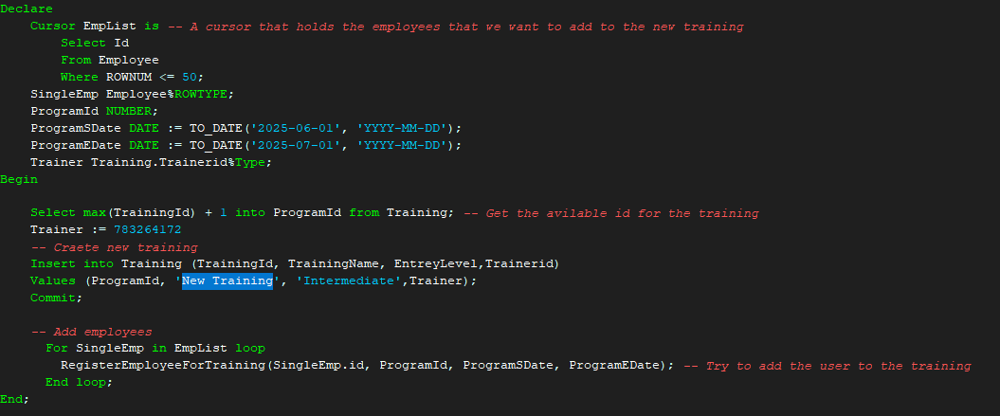 Declare
Cursor EmpList is -- A cursor that holds the employees that we want to add to the new training
Select Id
From Employee
Where ROWNUM <= 50;
SingleEmp Employee%ROWTYPE;
ProgramId NUMBER;
ProgramSDate DATE := TO_DATE('2025-06-01', 'YYYY-MM-DD');
ProgramEDate DATE := TO_DATE('2025-07-01', 'YYYY-MM-DD');
Trainer Training.Trainerid%Type;
Begin
Select max(TrainingId) + 1 into ProgramId from Training; -- Get the avilable id for the training
Trainer := 783264172
-- Craete new training
Insert into Training (TrainingId, TrainingName, EntreyLevel,Trainerid)
Values (ProgramId, 'New Training', 'Intermediate',Trainer);
Commit;
-- Add employees
For SingleEmp in EmpList loop
RegisterEmployeeForTraining(SingleEmp.id, ProgramId, ProgramSDate, ProgramEDate); -- Try to add the user to the training
End loop;
End;